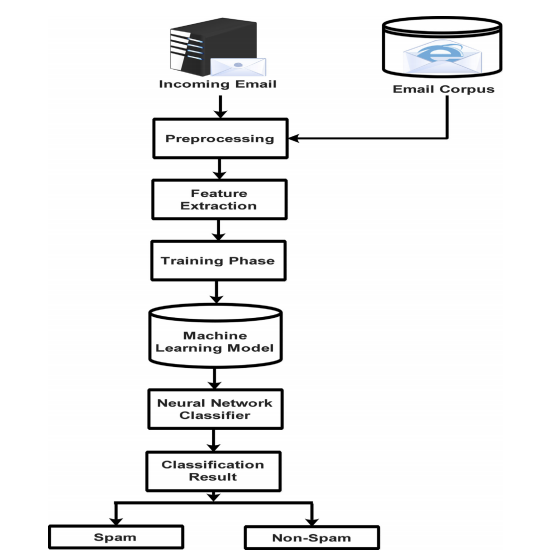 Incoming Email
Email Corpus
Preprocessing
Feature
Extraction
Training Phase
Machine
Learning Model
Neural Network
Classifier
Classification
Result
Spam
Non-Spam